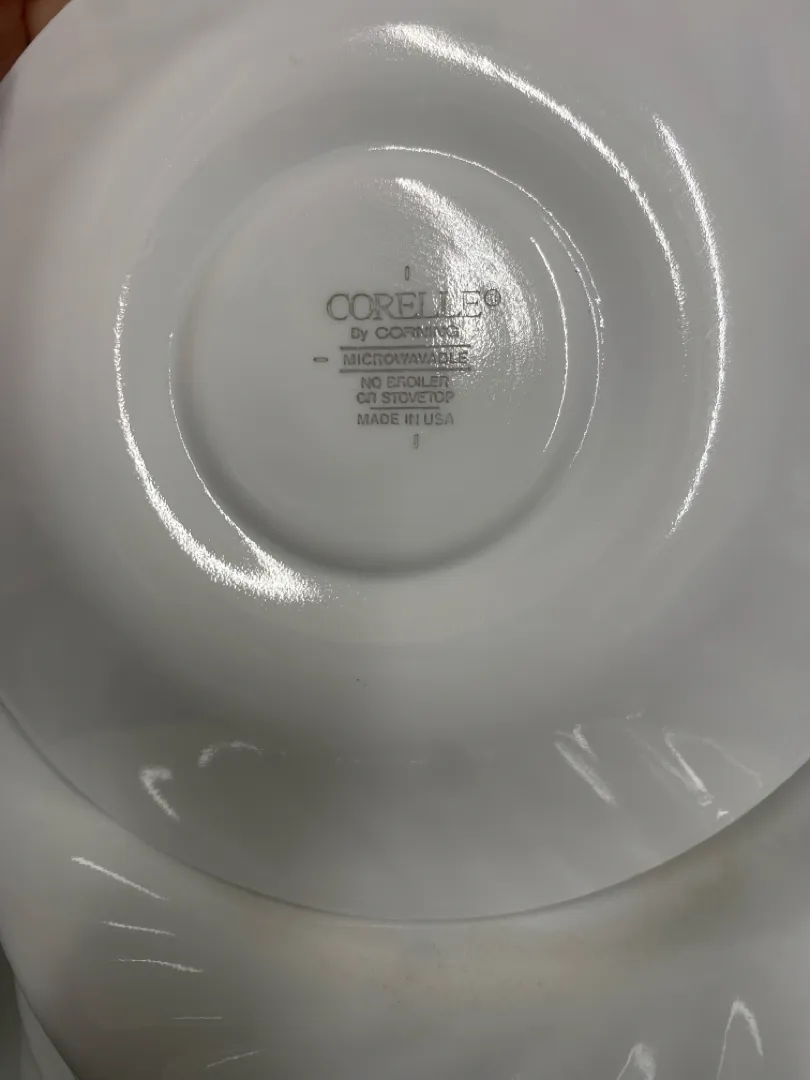 CORELLE®
By CORNING
MICROWAVABLE
NO BROILER
OR STOVETOP
MADE IN USA